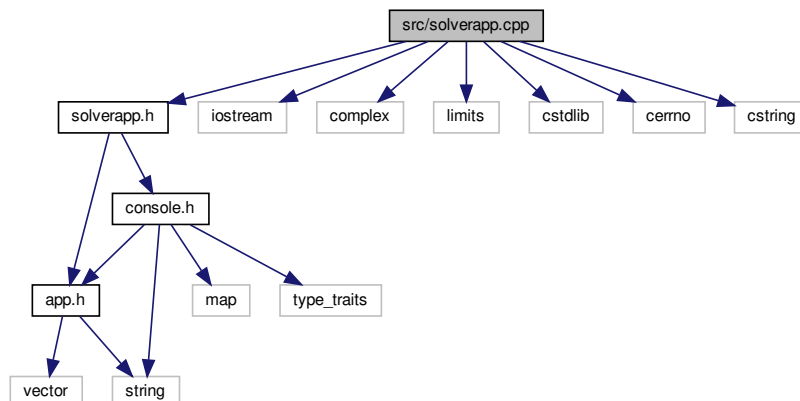 src/solverapp.cpp
solverapp.h
iostream
complex
limits
cstdlib
cerrno
cstring
console.h
app.h
map
type_traits
vector
string